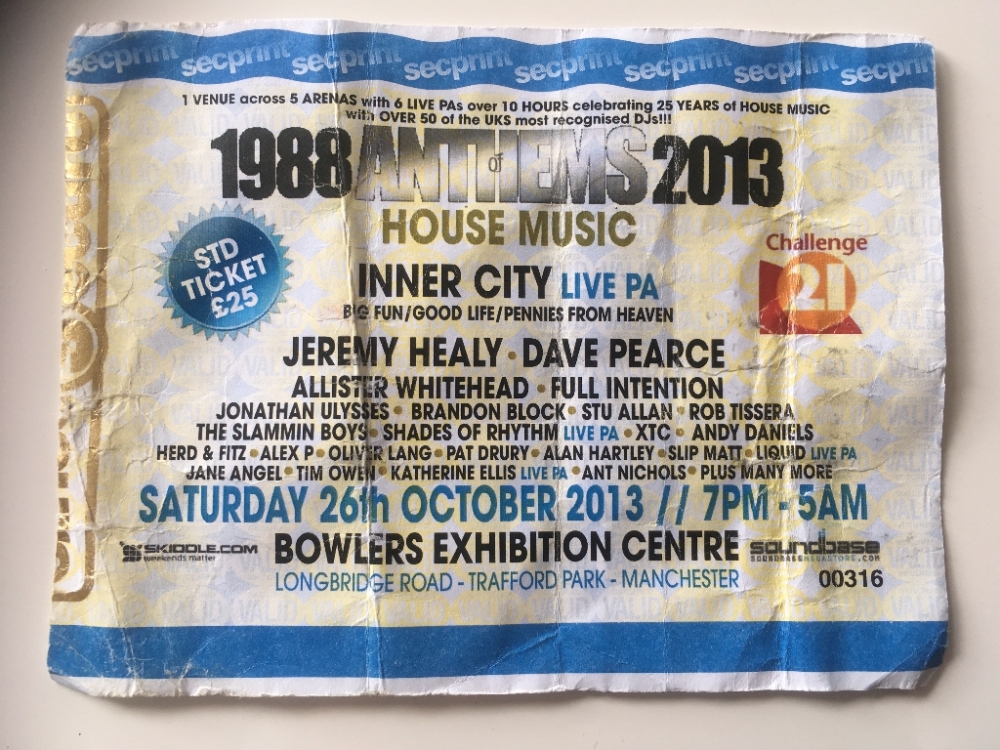 secprint secprint secprint secprint secprint secprint secprint secprint
1 VENUE across 5 ARENAS with 6 LIVE PAs over 10 HOURS celebrating 25 YEARS of HOUSE MUSIC
with OVER 50 of the UKS most recognised DJs!!!
1988 ANTHEMS of 2013
HOUSE MUSIC
STD
TICKET
£25
Challenge
21
INNER CITY LIVE PA
BIG FUN/GOOD LIFE/PENNIES FROM HEAVEN
JEREMY HEALY • DAVE PEARCE
ALLISTER WHITEHEAD • FULL INTENTION
JONATHAN ULYSSES • BRANDON BLOCK • STU ALLAN • ROB TISSERA
THE SLAMMIN BOYS • SHADES OF RHYTHM LIVE PA • XTC • ANDY DANIELS
HERD & FITZ • ALEX P • OLIVER LANG • PAT DRURY • ALAN HARTLEY • SLIP MATT • LIQUID LIVE PA
JANE ANGEL • TIM OWEN • KATHERINE ELLIS LIVE PA • ANT NICHOLS • PLUS MANY MORE
SATURDAY 26th OCTOBER 2013 // 7PM - 5AM
SKIDDLE.COM
weekends matter
BOWLERS EXHIBITION CENTRE
soundbase
LONGBRIDGE ROAD - TRAFFORD PARK - MANCHESTER
00316